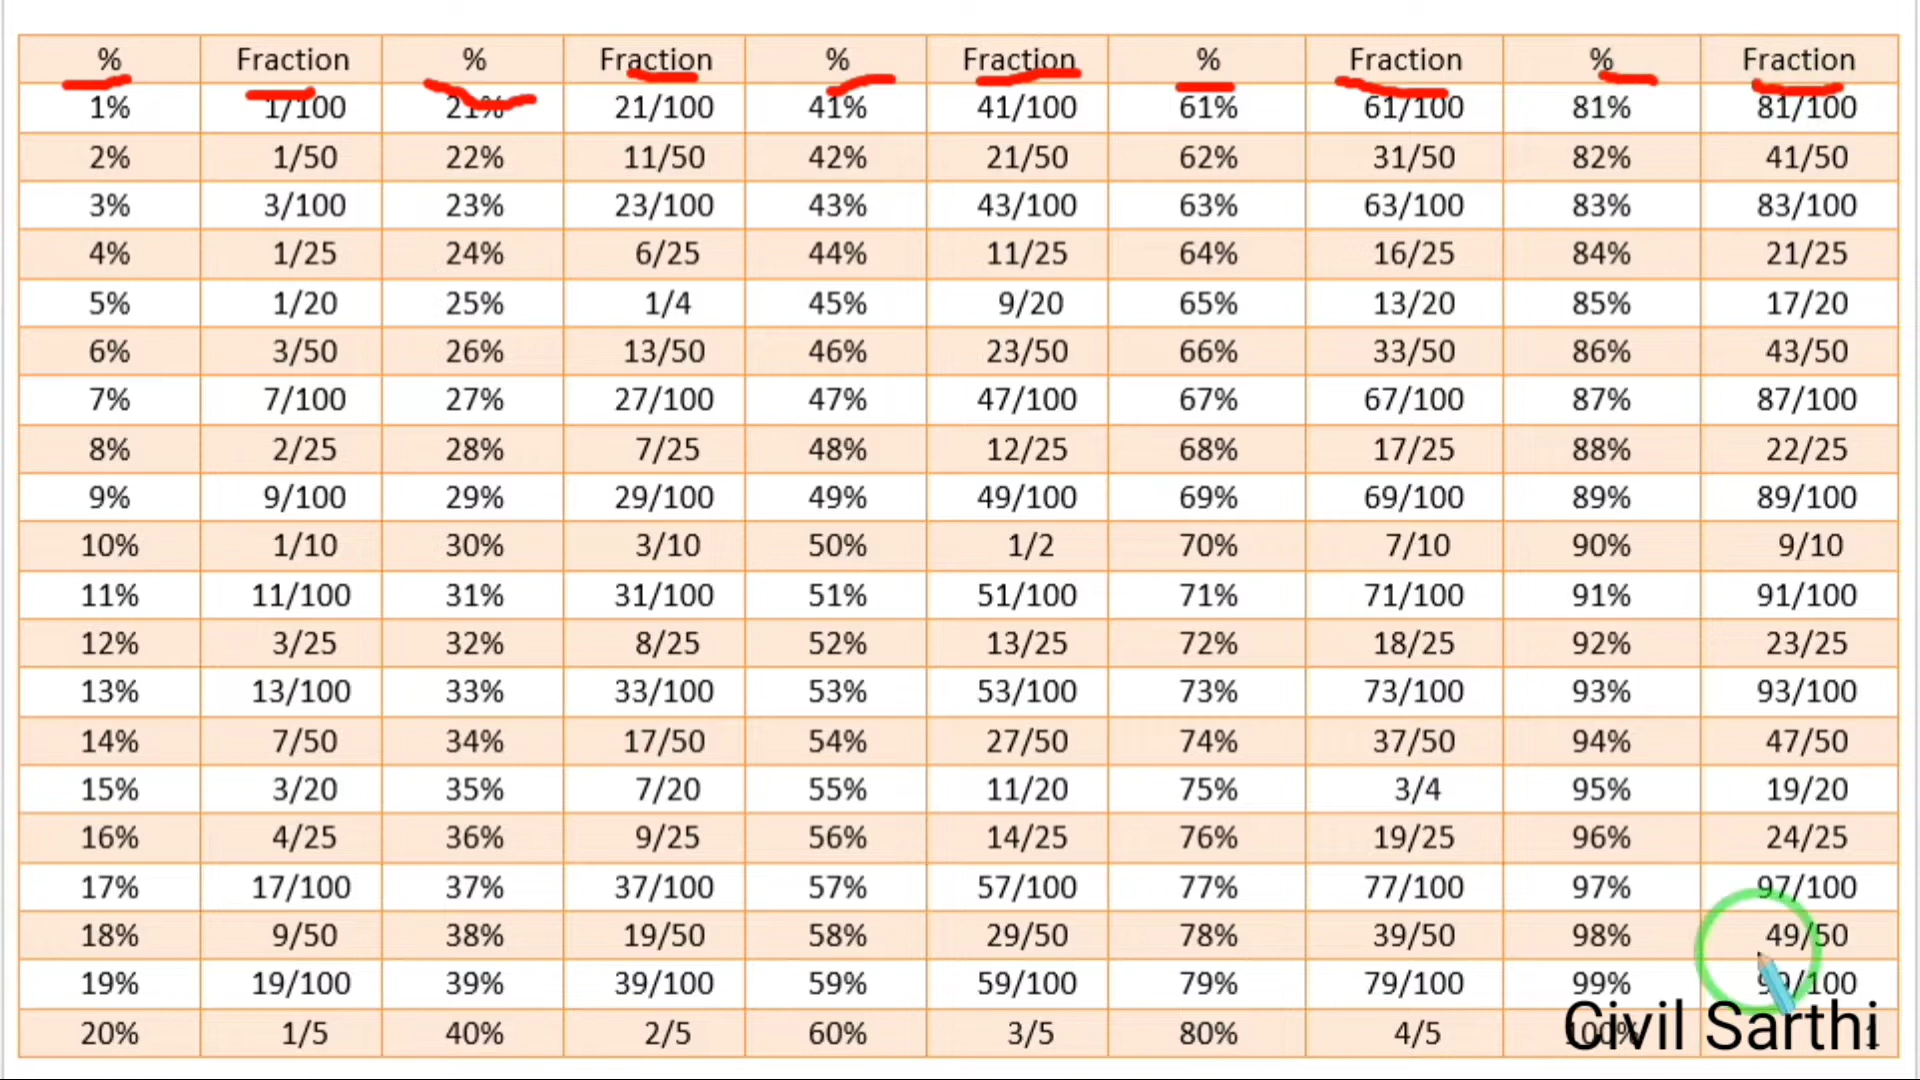 % Fraction % Fraction % Fraction % Fraction % Fraction
1% 1/100 21% 21/100 41% 41/100 61% 61/100 81% 81/100
2% 1/50 22% 11/50 42% 21/50 62% 31/50 82% 41/50
3% 3/100 23% 23/100 43% 43/100 63% 63/100 83% 83/100
4% 1/25 24% 6/25 44% 11/25 64% 16/25 84% 21/25
5% 1/20 25% 1/4 45% 9/20 65% 13/20 85% 17/20
6% 3/50 26% 13/50 46% 23/50 66% 33/50 86% 43/50
7% 7/100 27% 27/100 47% 47/100 67% 67/100 87% 87/100
8% 2/25 28% 7/25 48% 12/25 68% 17/25 88% 22/25
9% 9/100 29% 29/100 49% 49/100 69% 69/100 89% 89/100
10% 1/10 30% 3/10 50% 1/2 70% 7/10 90% 9/10
11% 11/100 31% 31/100 51% 51/100 71% 71/100 91% 91/100
12% 3/25 32% 8/25 52% 13/25 72% 18/25 92% 23/25
13% 13/100 33% 33/100 53% 53/100 73% 73/100 93% 93/100
14% 7/50 34% 17/50 54% 27/50 74% 37/50 94% 47/50
15% 3/20 35% 7/20 55% 11/20 75% 3/4 95% 19/20
16% 4/25 36% 9/25 56% 14/25 76% 19/25 96% 24/25
17% 17/100 37% 37/100 57% 57/100 77% 77/100 97% 97/100
18% 9/50 38% 19/50 58% 29/50 78% 39/50 98% 49/50
19% 19/100 39% 39/100 59% 59/100 79% 79/100 99% 99/100
20% 1/5 40% 2/5 60% 3/5 80% 4/5 100% 1
Civil Sarthi